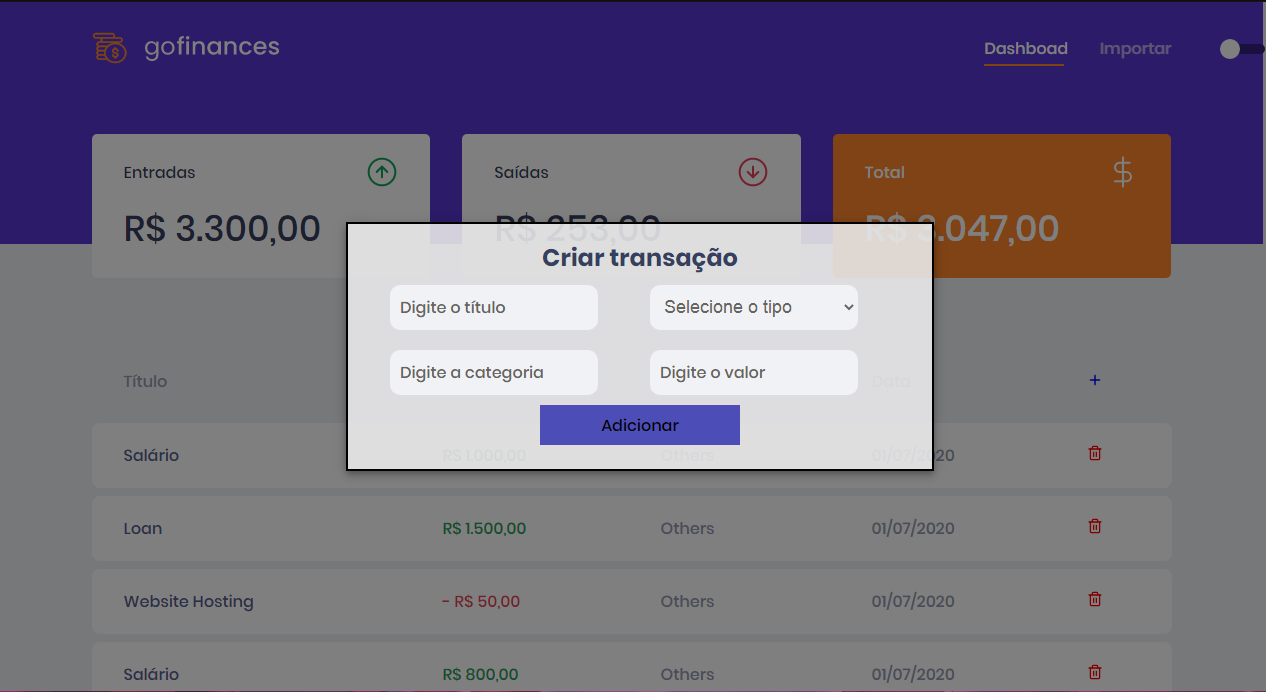 gofinances
Dashboad Importar
Entradas
Saídas
Total
R$ 3.300,00
R$ 253,00
R$ 3.047,00
Criar transação
Digite o título
Selecione o tipo
Digite a categoria
Digite o valor
Adicionar
Título
Data
+
Salário R$ 1.000,00 Others 01/07/2020
Loan R$ 1.500,00 Others 01/07/2020
Website Hosting - R$ 50,00 Others 01/07/2020
Salário R$ 800,00 Others 01/07/2020